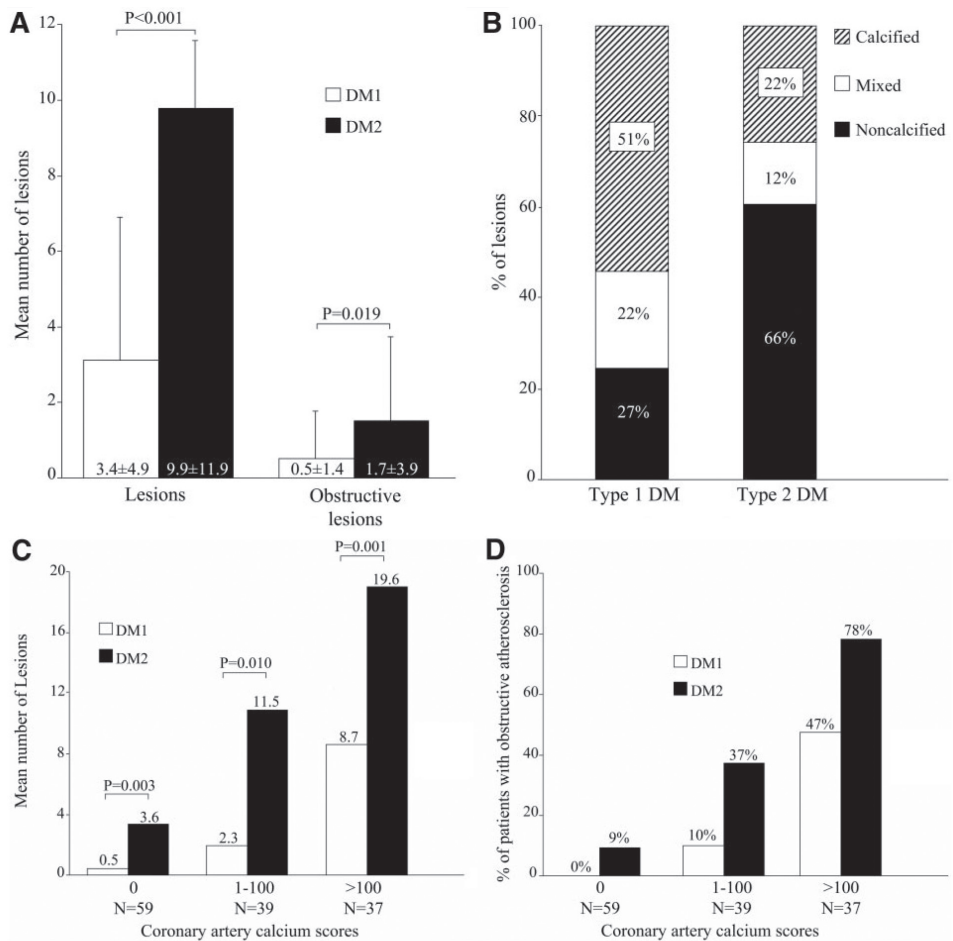 A
P<0.001
12
10
8
6
4
2
0
Mean number of lesions
DM1
DM2
P=0.019
3.4±4.9
9.9±11.9
0.5±1.4
1.7±3.9
Lesions
Obstructive
lesions
B
100
80
60
40
20
0
% of lesions
Calcified
Mixed
Noncalcified
51%
22%
27%
22%
12%
66%
Type 1 DM
Type 2 DM
C
20
16
12
8
4
0
Mean number of Lesions
DM1
DM2
P=0.003
P=0.010
P=0.001
0.5
3.6
2.3
11.5
8.7
19.6
0
1-100
>100
N=59
N=39
N=37
Coronary artery calcium scores
D
100
80
60
40
20
0
% of patients with obstructive atherosclerosis
DM1
DM2
0%
9%
10%
37%
47%
78%
0
1-100
>100
N=59
N=39
N=37
Coronary artery calcium scores